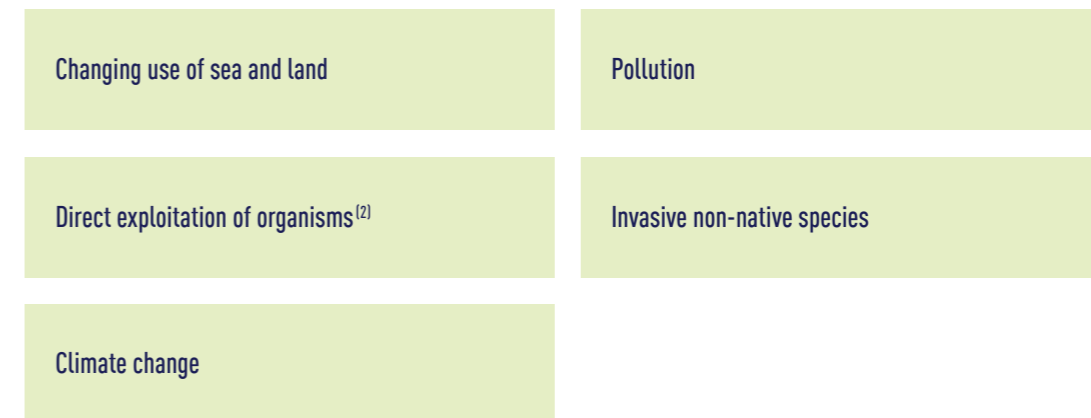 Changing use of sea and land
Pollution
Direct exploitation of organisms(2)
Invasive non-native species
Climate change